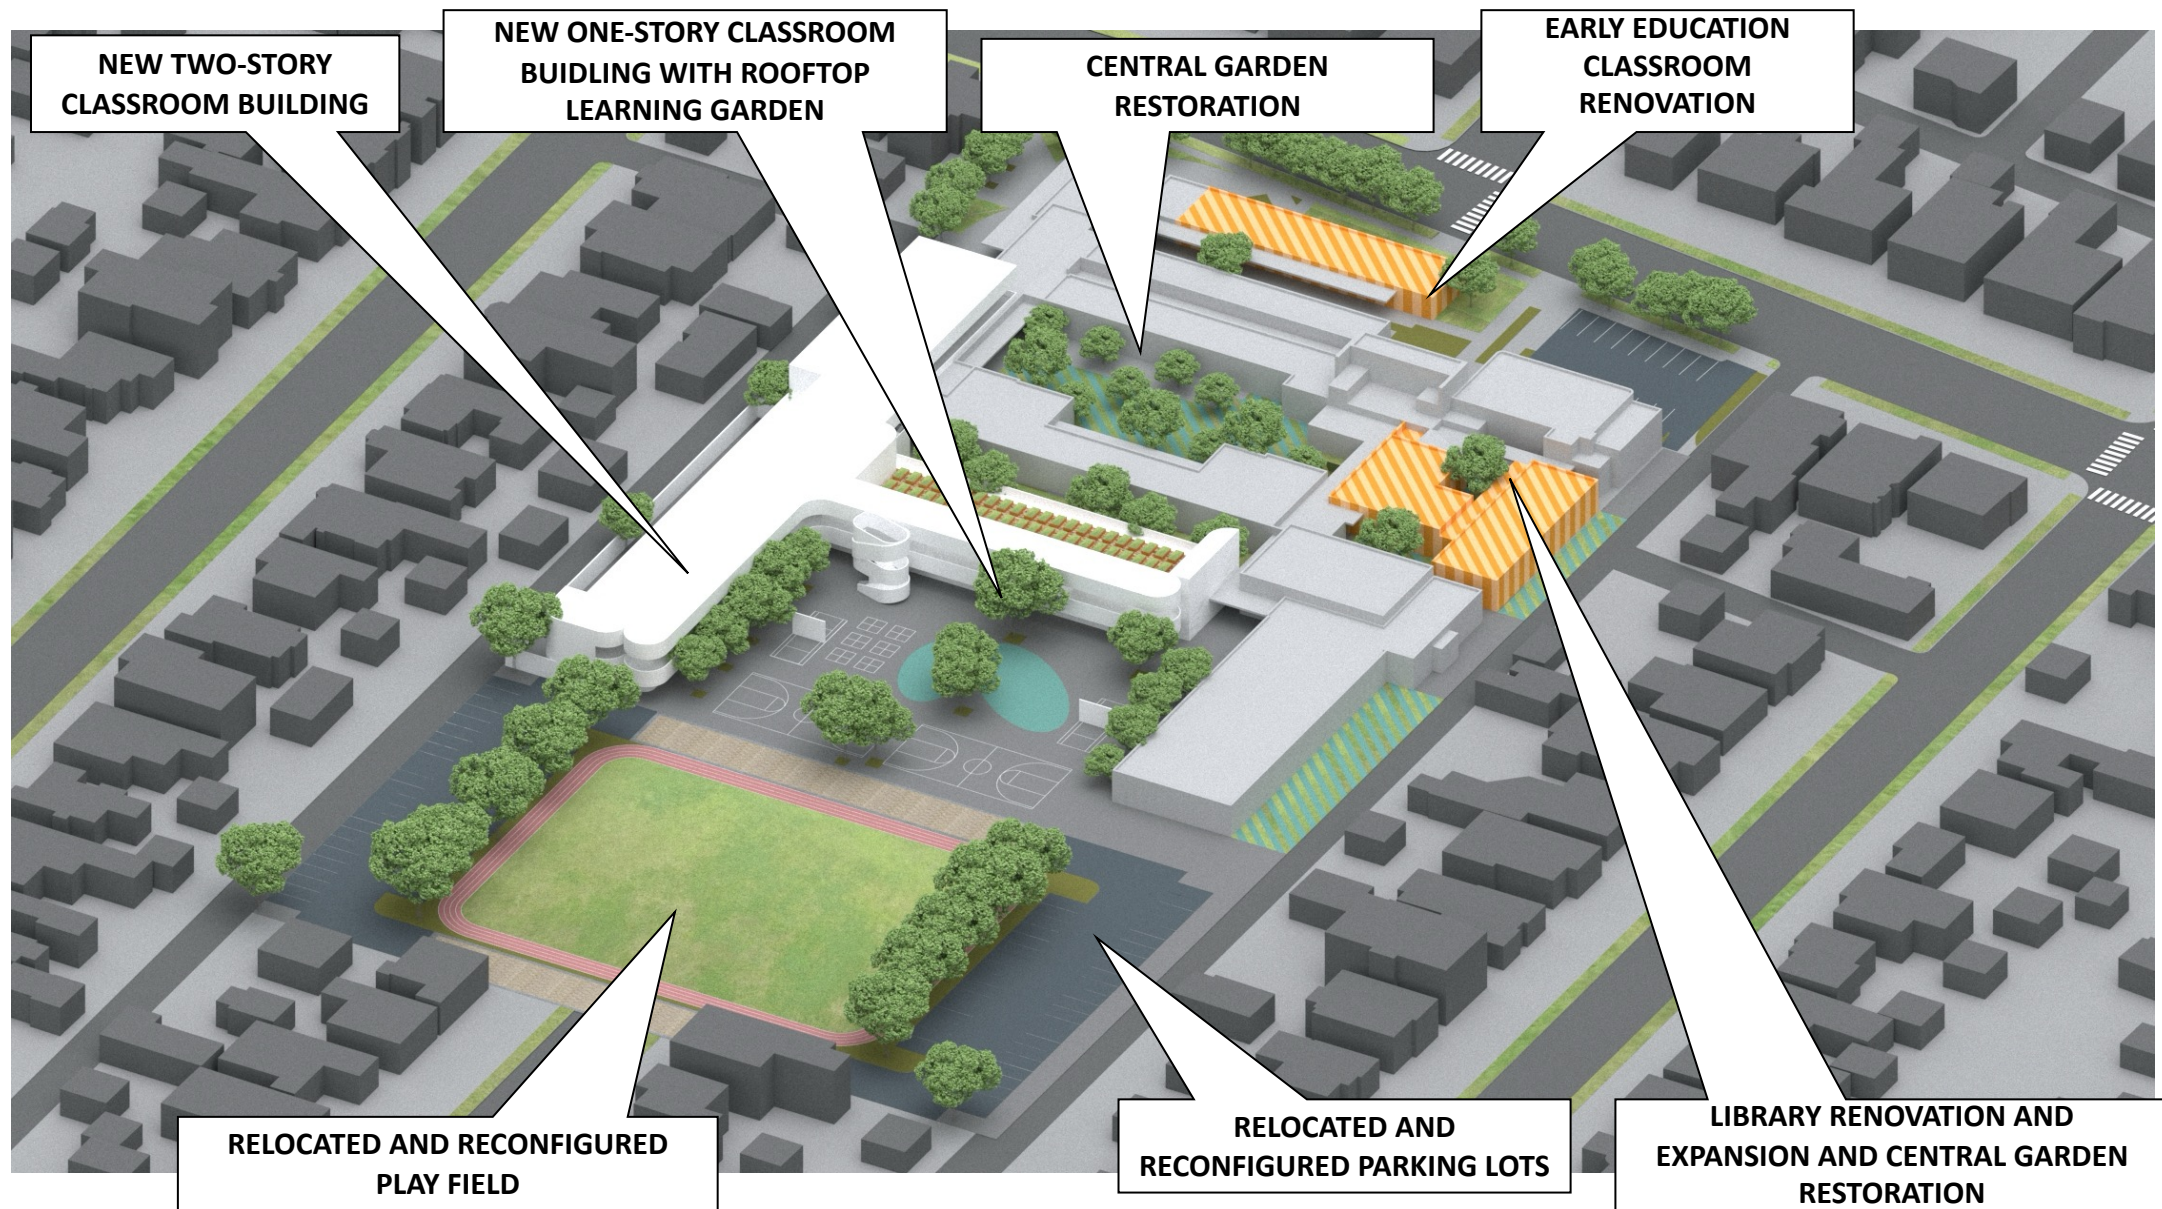 NEW TWO-STORY
CLASSROOM BUILDING
NEW ONE-STORY CLASSROOM
BUIDLING WITH ROOFTOP
LEARNING GARDEN
CENTRAL GARDEN
RESTORATION
EARLY EDUCATION
CLASSROOM
RENOVATION
RELOCATED AND RECONFIGURED
PLAY FIELD
RELOCATED AND
RECONFIGURED PARKING LOTS
LIBRARY RENOVATION AND
EXPANSION AND CENTRAL GARDEN
RESTORATION